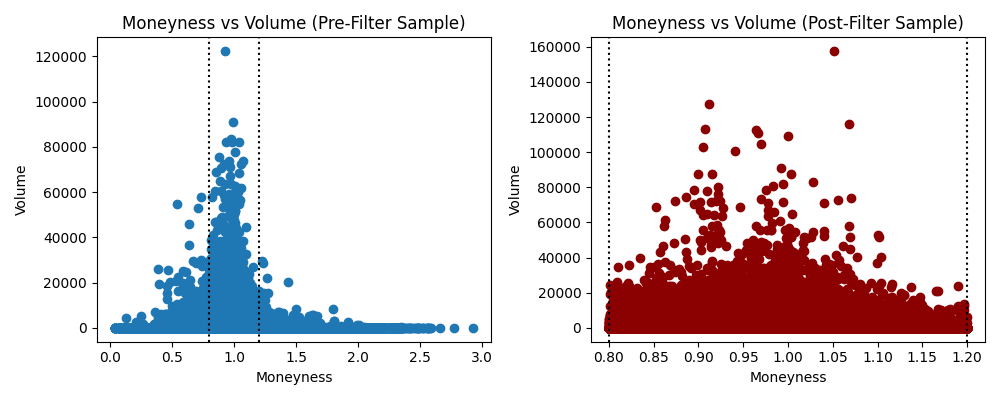 Moneyness vs Volume (Pre-Filter Sample)
120000
100000
80000
60000
40000
20000
0
Volume
0.0 0.5 1.0 1.5 2.0 2.5 3.0
Moneyness
Moneyness vs Volume (Post-Filter Sample)
160000
140000
120000
100000
80000
60000
40000
20000
0
Volume
0.80 0.85 0.90 0.95 1.00 1.05 1.10 1.15 1.20
Moneyness